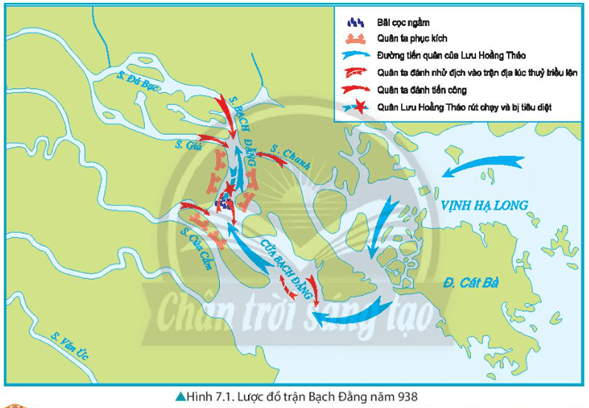 Bãi cọc ngầm
Quân ta phục kích
Đường tiến quân của Lưu Hoằng Tháo
Quân ta đánh nhử địch vào trận địa lúc thuỷ triều lên
Quân ta đánh tiến công
Quân Lưu Hoằng Tháo rút chạy và bị tiêu diệt
S. Đá Bạc
S. BẠCH ĐẰNG
S. Giá
S. Chanh
VỊNH HẠ LONG
S. Cửa Cấm
CỬA BẠCH ĐẰNG
Đ. Cát Bà
Chân trời sáng tạo
S. Văn Úc
▲Hình 7.1. Lược đồ trận Bạch Đằng năm 938